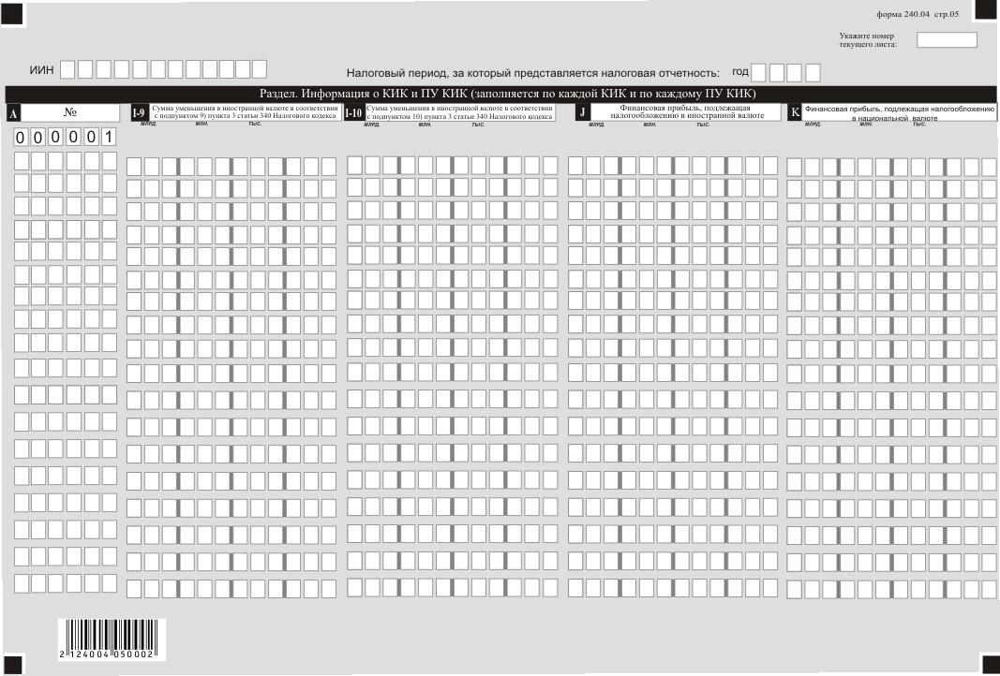 форма 240.04 стр.05
Укажите номер
текущего листа:
ИИН
Налоговый период, за который представляется налоговая отчетность:
год
Раздел. Информация о КИК и ПУ КИК (заполняется по каждой КИК и по каждому ПУ КИК)
A
№
I-9
Сумма уменьшения в иностранной валюте в соответствии
с подпунктом 9) пункта 3 статьи 340 Налогового кодекса
I-10
Сумма уменьшения в иностранной валюте в соответствии
с подпунктом 10) пункта 3 статьи 340 Налогового кодекса
J
Финансовая прибыль, подлежащая
налогообложению в иностранной валюте
K
Финансовая прибыль, подлежащая налогообложению
в национальной валюте
МЛРД. МЛН. ТЫС.
МЛРД. МЛН. ТЫС.
МЛРД. МЛН. ТЫС.
МЛРД. МЛН. ТЫС.
000001
2 124004 050002